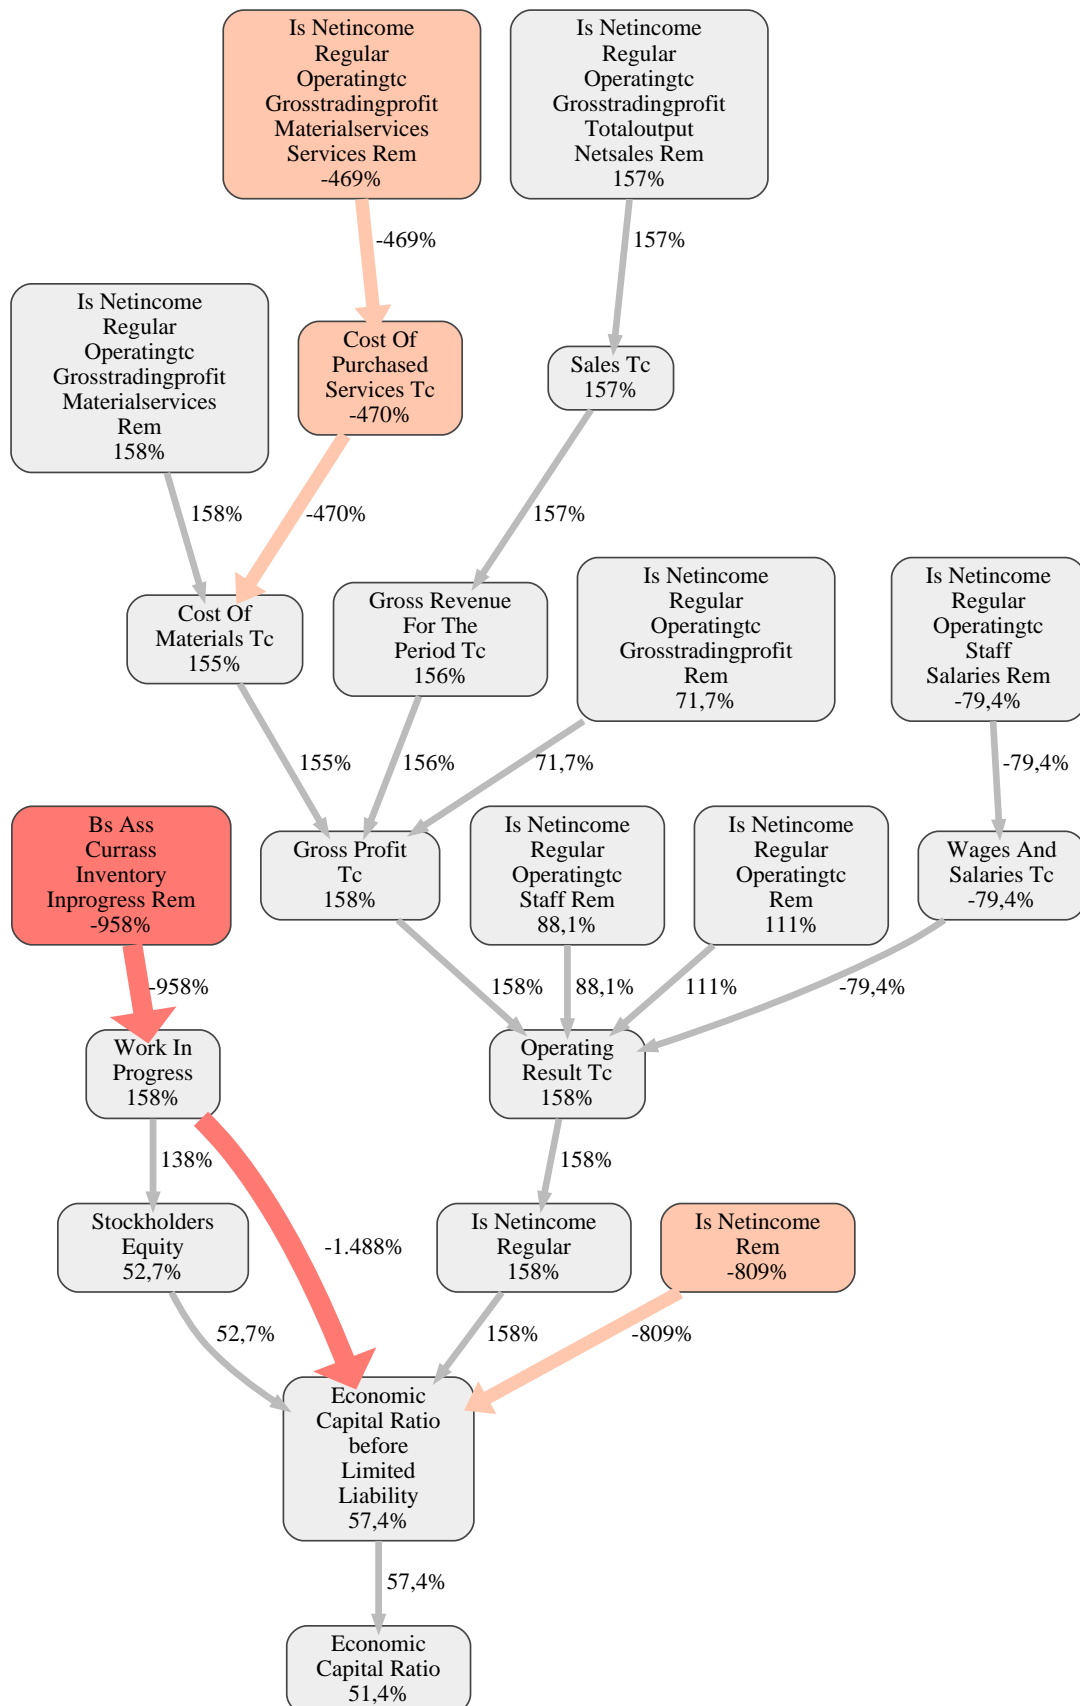 Is Netincome
Regular
Operatingtc
Grosstradingprofit
Materialservices
Services Rem
-469%
Is Netincome
Regular
Operatingtc
Grosstradingprofit
Totaloutput
Netsales Rem
157%
-469%
157%
Is Netincome
Regular
Operatingtc
Grosstradingprofit
Materialservices
Rem
158%
Cost Of
Purchased
Services Tc
-470%
Sales Tc
157%
158%
-470%
157%
Cost Of
Materials Tc
155%
Gross Revenue
For The
Period Tc
156%
Is Netincome
Regular
Operatingtc
Grosstradingprofit
Rem
71,7%
Is Netincome
Regular
Operatingtc
Staff
Salaries Rem
-79,4%
155%
156%
71,7%
-79,4%
Bs Ass
Currass
Inventory
Inprogress Rem
-958%
Gross Profit
Tc
158%
Is Netincome
Regular
Operatingtc
Staff Rem
88,1%
Is Netincome
Regular
Operatingtc
Rem
111%
Wages And
Salaries Tc
-79,4%
-958%
158%
88,1%
111%
-79,4%
Work In
Progress
158%
Operating
Result Tc
158%
138%
-1.488%
158%
Stockholders
Equity
52,7%
Is Netincome
Regular
158%
Is Netincome
Rem
-809%
52,7%
158%
-809%
Economic
Capital Ratio
before
Limited
Liability
57,4%
57,4%
Economic
Capital Ratio
51,4%